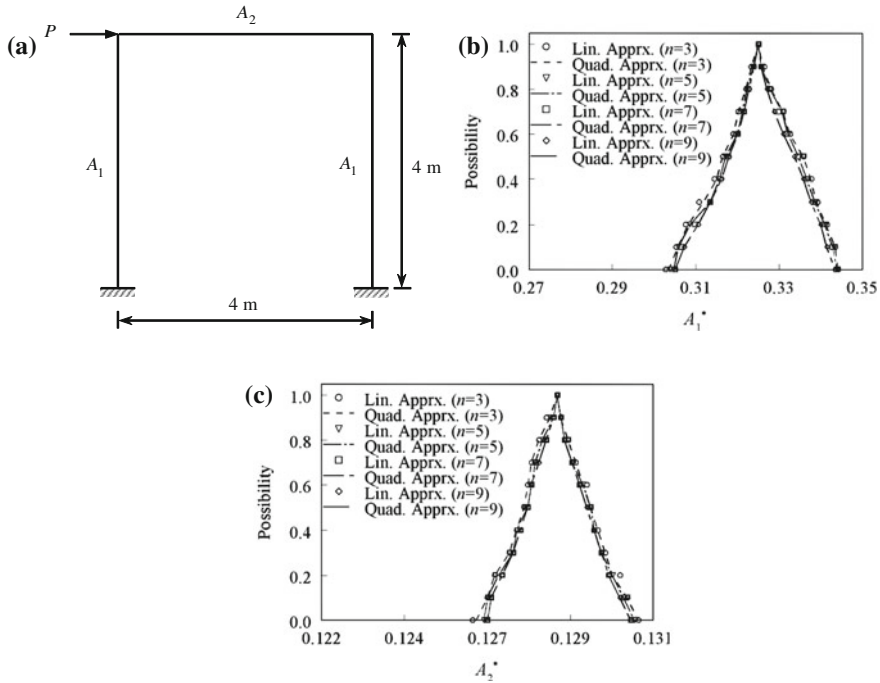 (a)
P
A₂
A₁
A₁
4 m
4 m
(b)
Possibility
1.0
0.8
0.6
0.4
0.2
0.0
Lin. Apprx. (n=3)
Quad. Apprx. (n=3)
Lin. Apprx. (n=5)
Quad. Apprx. (n=5)
Lin. Apprx. (n=7)
Quad. Apprx. (n=7)
Lin. Apprx. (n=9)
Quad. Apprx. (n=9)
0.27 0.29 0.31 0.33 0.35
A₁*
(c)
Possibility
1.0
0.8
0.6
0.4
0.2
0.0
Lin. Apprx. (n=3)
Quad. Apprx. (n=3)
Lin. Apprx. (n=5)
Quad. Apprx. (n=5)
Lin. Apprx. (n=7)
Quad. Apprx. (n=7)
Lin. Apprx. (n=9)
Quad. Apprx. (n=9)
0.122 0.124 0.127 0.129 0.131
A₂*